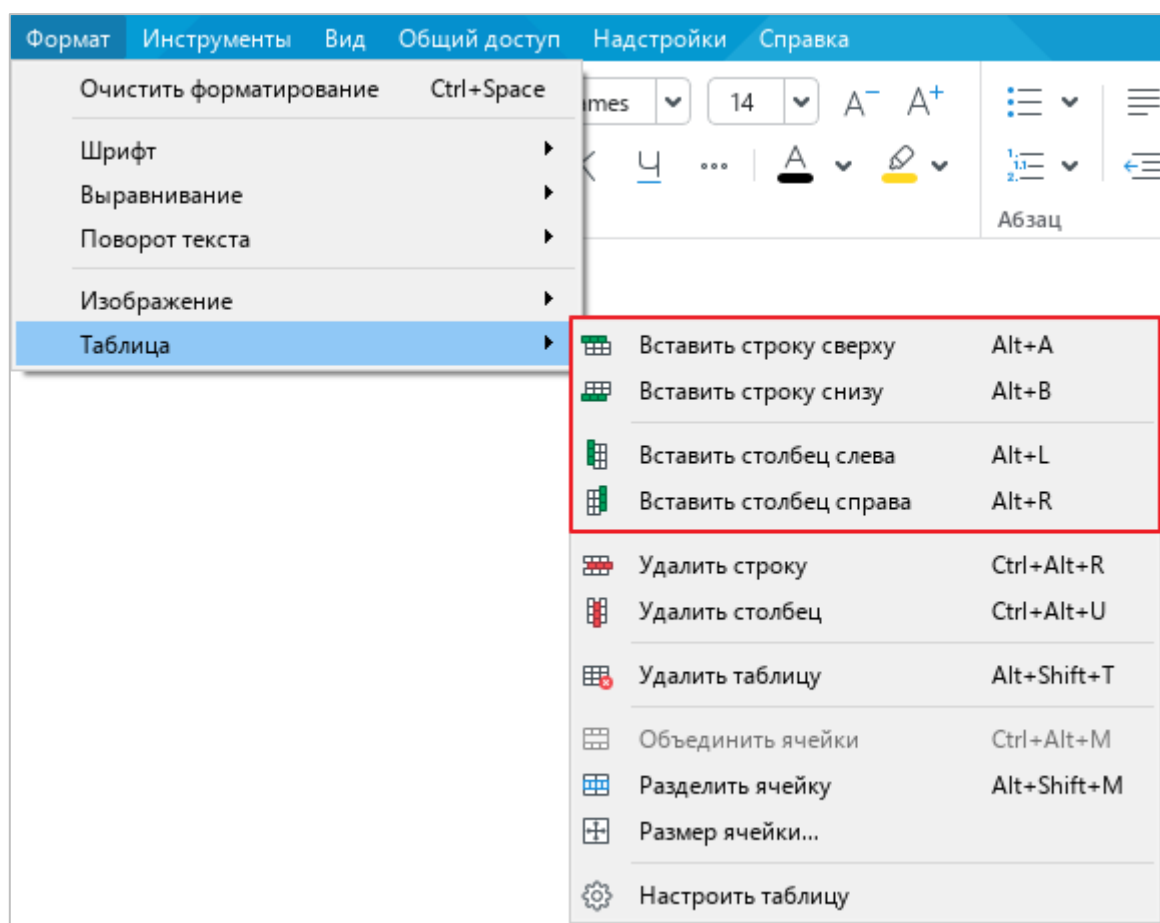 Формат Инструменты Вид Общий доступ Надстройки Справка
Очистить форматирование Ctrl+Space
14 A− A+
Шрифт
Ч ... A
Выравнивание
Поворот текста
Абзац
Изображение
Таблица
Вставить строку сверху Alt+A
Вставить строку снизу Alt+B
Вставить столбец слева Alt+L
Вставить столбец справа Alt+R
Удалить строку Ctrl+Alt+R
Удалить столбец Ctrl+Alt+U
Удалить таблицу Alt+Shift+T
Объединить ячейки Ctrl+Alt+M
Разделить ячейку Alt+Shift+M
Размер ячейки...
Настроить таблицу